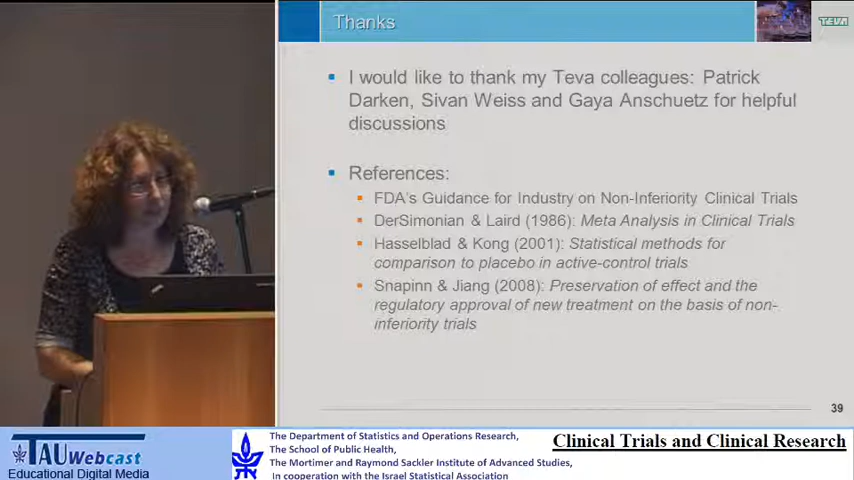 Thanks
TEVA
I would like to thank my Teva colleagues: Patrick
Darken, Sivan Weiss and Gaya Anschuetz for helpful
discussions
References:
FDA's Guidance for Industry on Non-Inferiority Clinical Trials
DerSimonian & Laird (1986): Meta Analysis in Clinical Trials
Hasselblad & Kong (2001): Statistical methods for
comparison to placebo in active-control trials
Snapinn & Jiang (2008): Preservation of effect and the
regulatory approval of new treatment on the basis of non-
inferiority trials
39
TAU Webcast
Educational Digital Media
The Department of Statistics and Operations Research,
The School of Public Health,
The Mortimer and Raymond Sackler Institute of Advanced Studies,
In cooperation with the Israel Statistical Association
Clinical Trials and Clinical Research